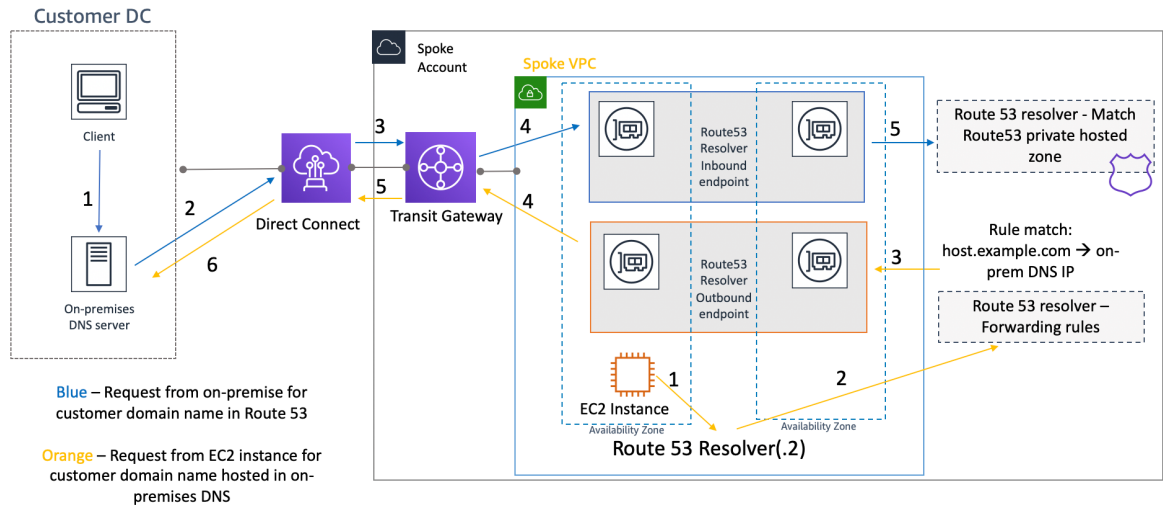 Customer DC
Client
1
On-premises
DNS server
2
6
Direct Connect
3
5
Transit Gateway
4
4
Spoke
Account
Spoke VPC
Route53
Resolver
Inbound
endpoint
5
Route 53 resolver - Match
Route53 private hosted
zone
Route53
Resolver
Outbound
endpoint
3
Rule match:
host.example.com → on-
prem DNS IP
Route 53 resolver –
Forwarding rules
EC2 Instance
1
2
Availability Zone
Availability Zone
Route 53 Resolver(.2)
Blue – Request from on-premise for
customer domain name in Route 53
Orange – Request from EC2 instance for
customer domain name hosted in on-
premises DNS